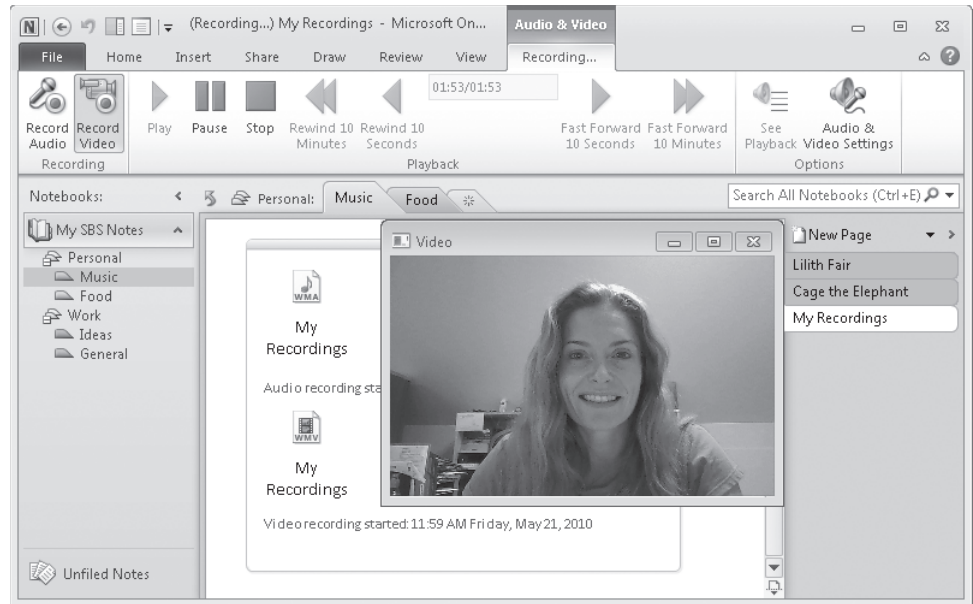 (Recording...) My Recordings - Microsoft On...
Audio & Video
File Home Insert Share Draw Review View Recording...
01:53/01:53
Record Audio
Record Video
Play
Pause
Stop
Rewind 10 Minutes
Rewind 10 Seconds
Fast Forward 10 Seconds
Fast Forward 10 Minutes
See Playback
Audio & Video Settings
Recording
Playback
Options
Notebooks:
Personal:
Music
Food
Search All Notebooks (Ctrl+E)
My SBS Notes
Personal
Music
Food
Work
Ideas
General
Unfiled Notes
WMA
My
Recordings
Audio recording sta
WMV
My
Recordings
Video recording started: 11:59 AM Friday, May 21, 2010
Video
New Page
Lilith Fair
Cage the Elephant
My Recordings